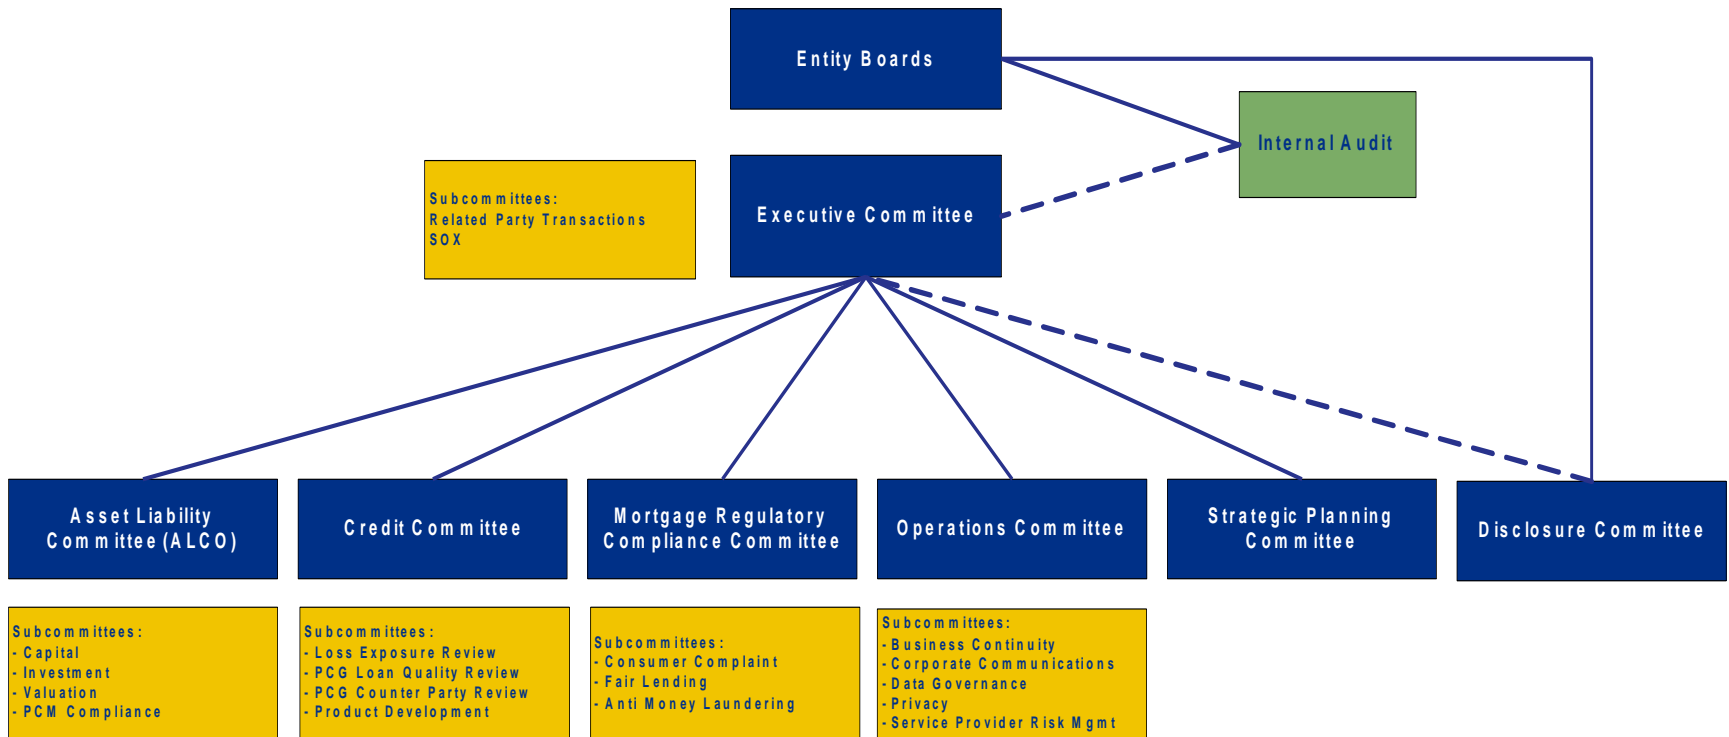 Entity Boards
Internal Audit
Subcommittees:
Related Party Transactions
SOX
Executive Committee
Asset Liability
Committee (ALCO)
Credit Committee
Mortgage Regulatory
Compliance Committee
Operations Committee
Strategic Planning
Committee
Disclosure Committee
Subcommittees:
- Capital
- Investment
- Valuation
- PCM Compliance
Subcommittees:
- Loss Exposure Review
- PCG Loan Quality Review
- PCG Counter Party Review
- Product Development
Subcommittees:
- Consumer Complaint
- Fair Lending
- Anti Money Laundering
Subcommittees:
- Business Continuity
- Corporate Communications
- Data Governance
- Privacy
- Service Provider Risk Mgmt